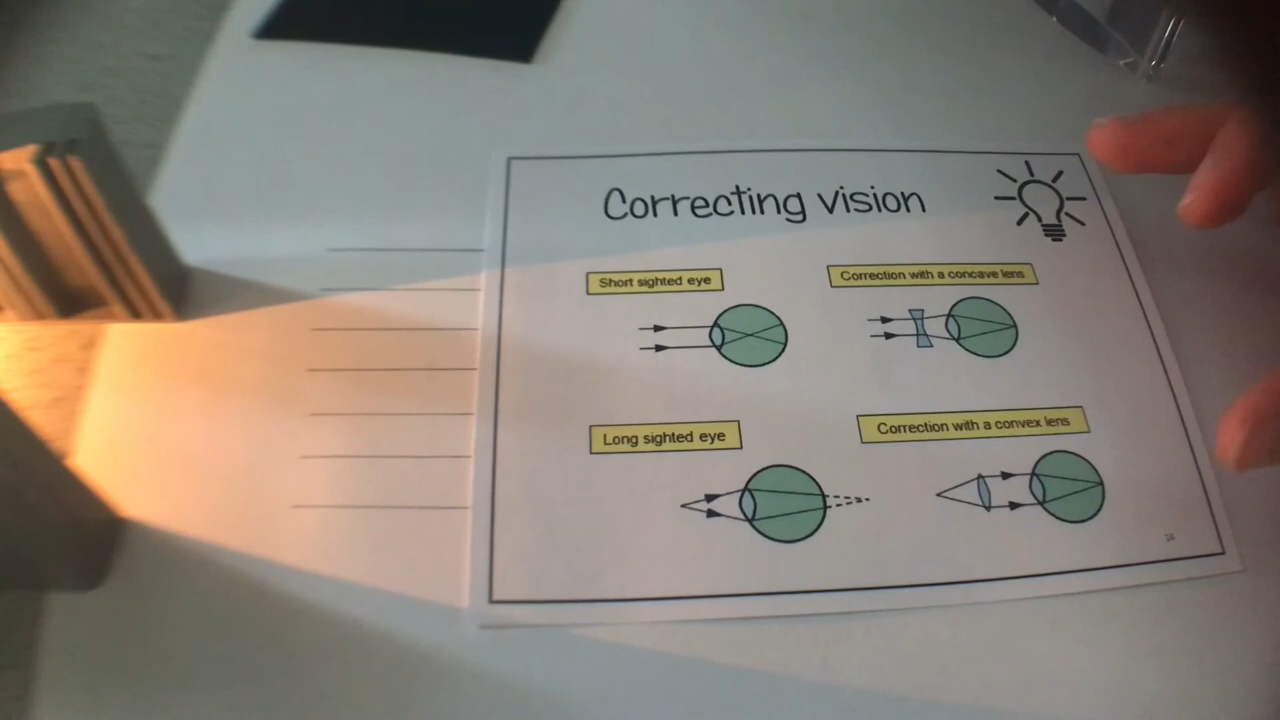 Correcting vision
Short sighted eye
Correction with a concave lens
Long sighted eye
Correction with a convex lens